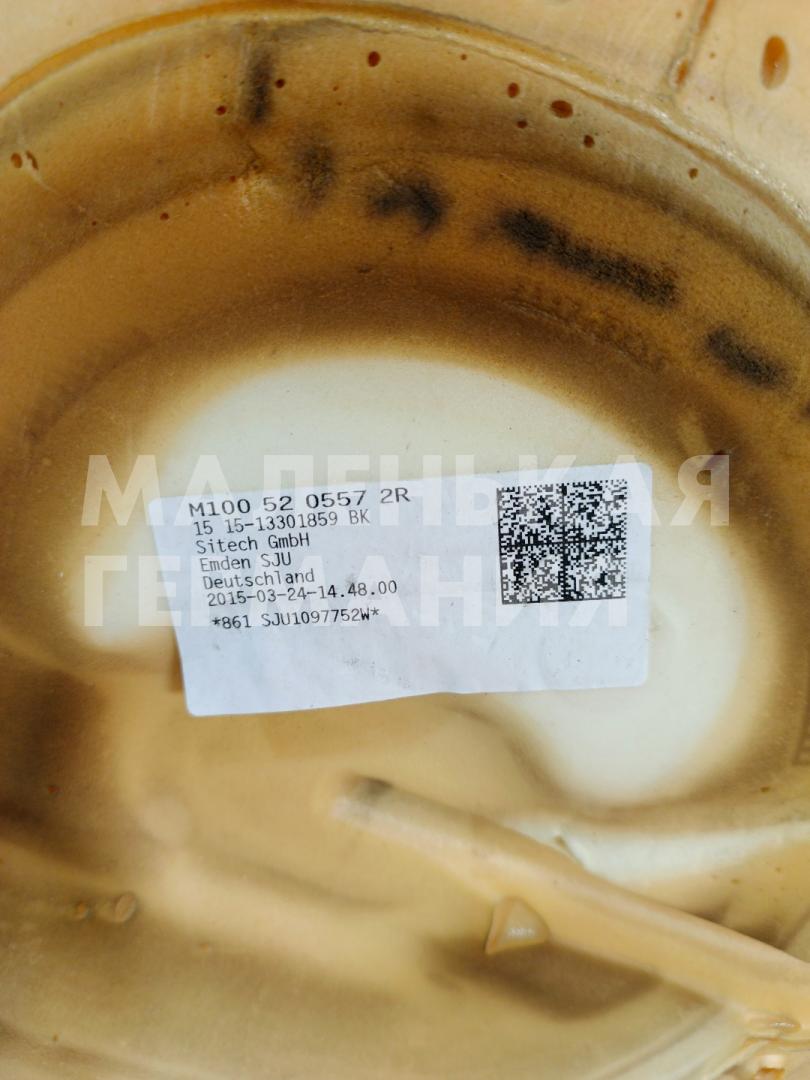 МАЛЕНЬКАЯ
ГЕРМАНИЯ
M100 52 0557 2R
15 15-13301859 BK
Sitech GmbH
Emden SJU
Deutschland
2015-03-24-14.48.00
*861 SJU1097752W*